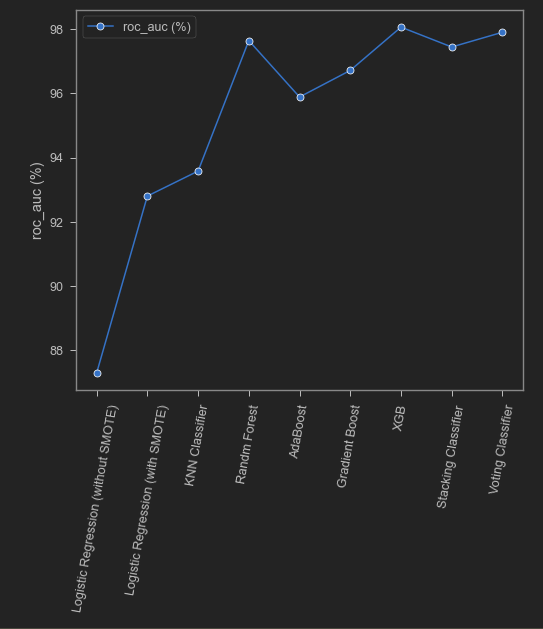 roc_auc (%)
roc_auc (%)
98
96
94
92
90
88
Logistic Regression (without SMOTE)
Logistic Regression (with SMOTE)
KNN Classifier
Randm Forest
AdaBoost
Gradient Boost
XGB
Stacking Classifier
Voting Classifier